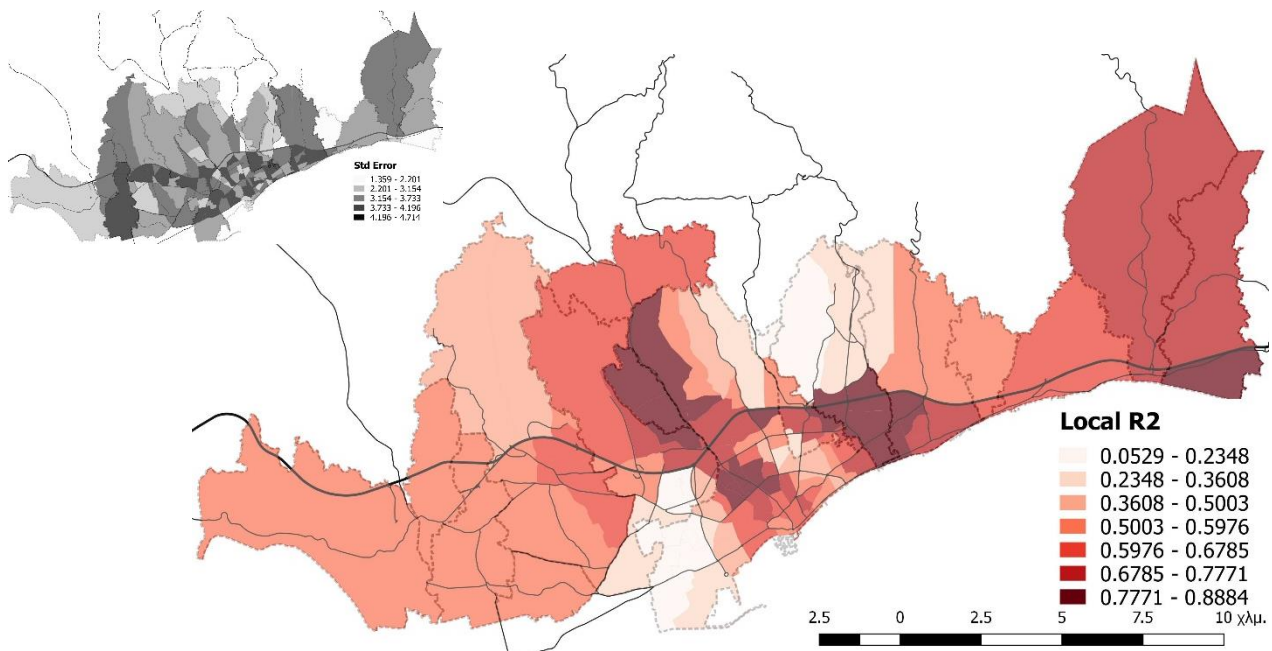 Std Error
1.359 - 2.201
2.201 - 3.154
3.154 - 3.733
3.733 - 4.196
4.196 - 4.714
Local R2
0.0529 - 0.2348
0.2348 - 0.3608
0.3608 - 0.5003
0.5003 - 0.5976
0.5976 - 0.6785
0.6785 - 0.7771
0.7771 - 0.8884
2.5 0 2.5 5 7.5 10 χλμ.